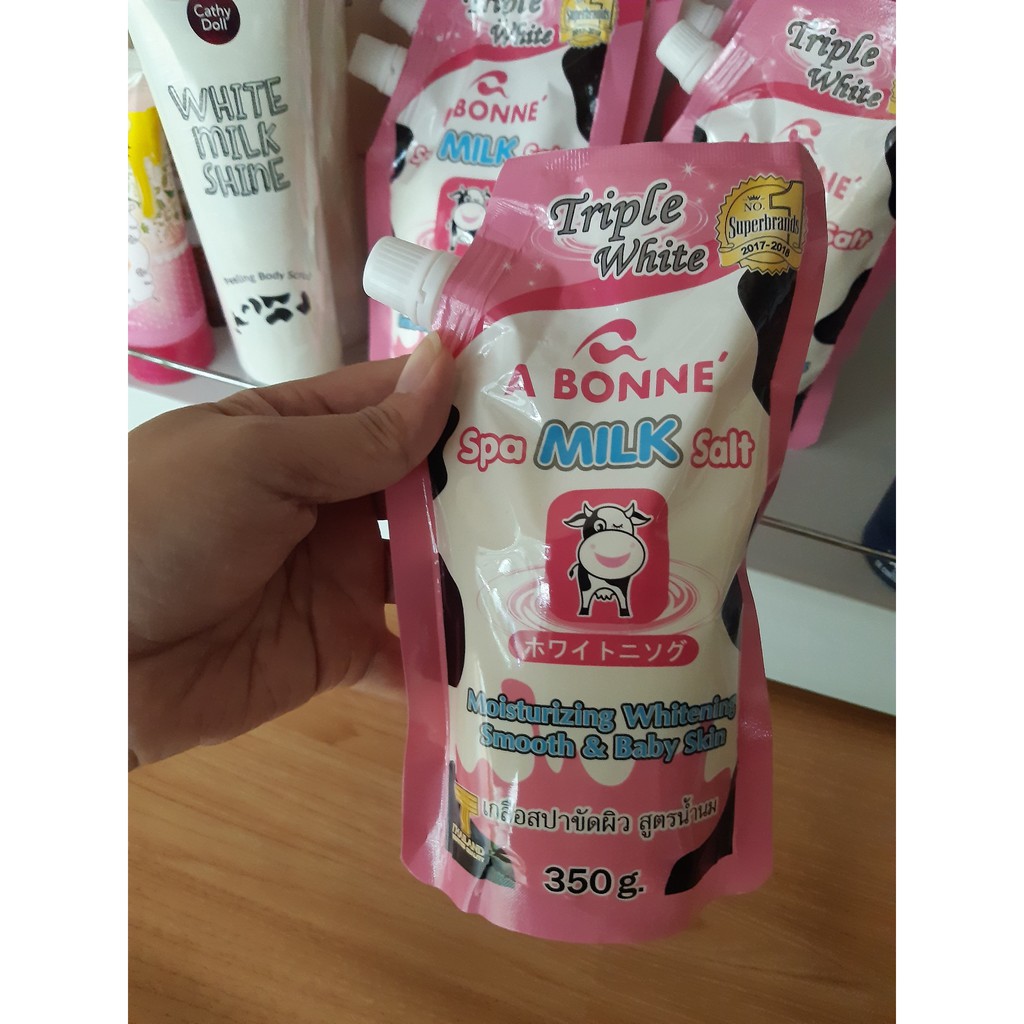 Cathy
Doll
WHITE
MILK
SHINE
Peeling Body Scrub
Triple
White
Superbrands
A BONNE´
MILK Salt
Triple
White
A BONNE´
Salt
Triple
White
NO. 1
Superbrands
2017-2018
A BONNE´
Spa MILK Salt
ホワイトニソグ
Moisturizing Whitening
Smooth & Baby Skin
เกลือสปาขัดผิว สูตรน้ำนม
T
THAILAND
350 g.